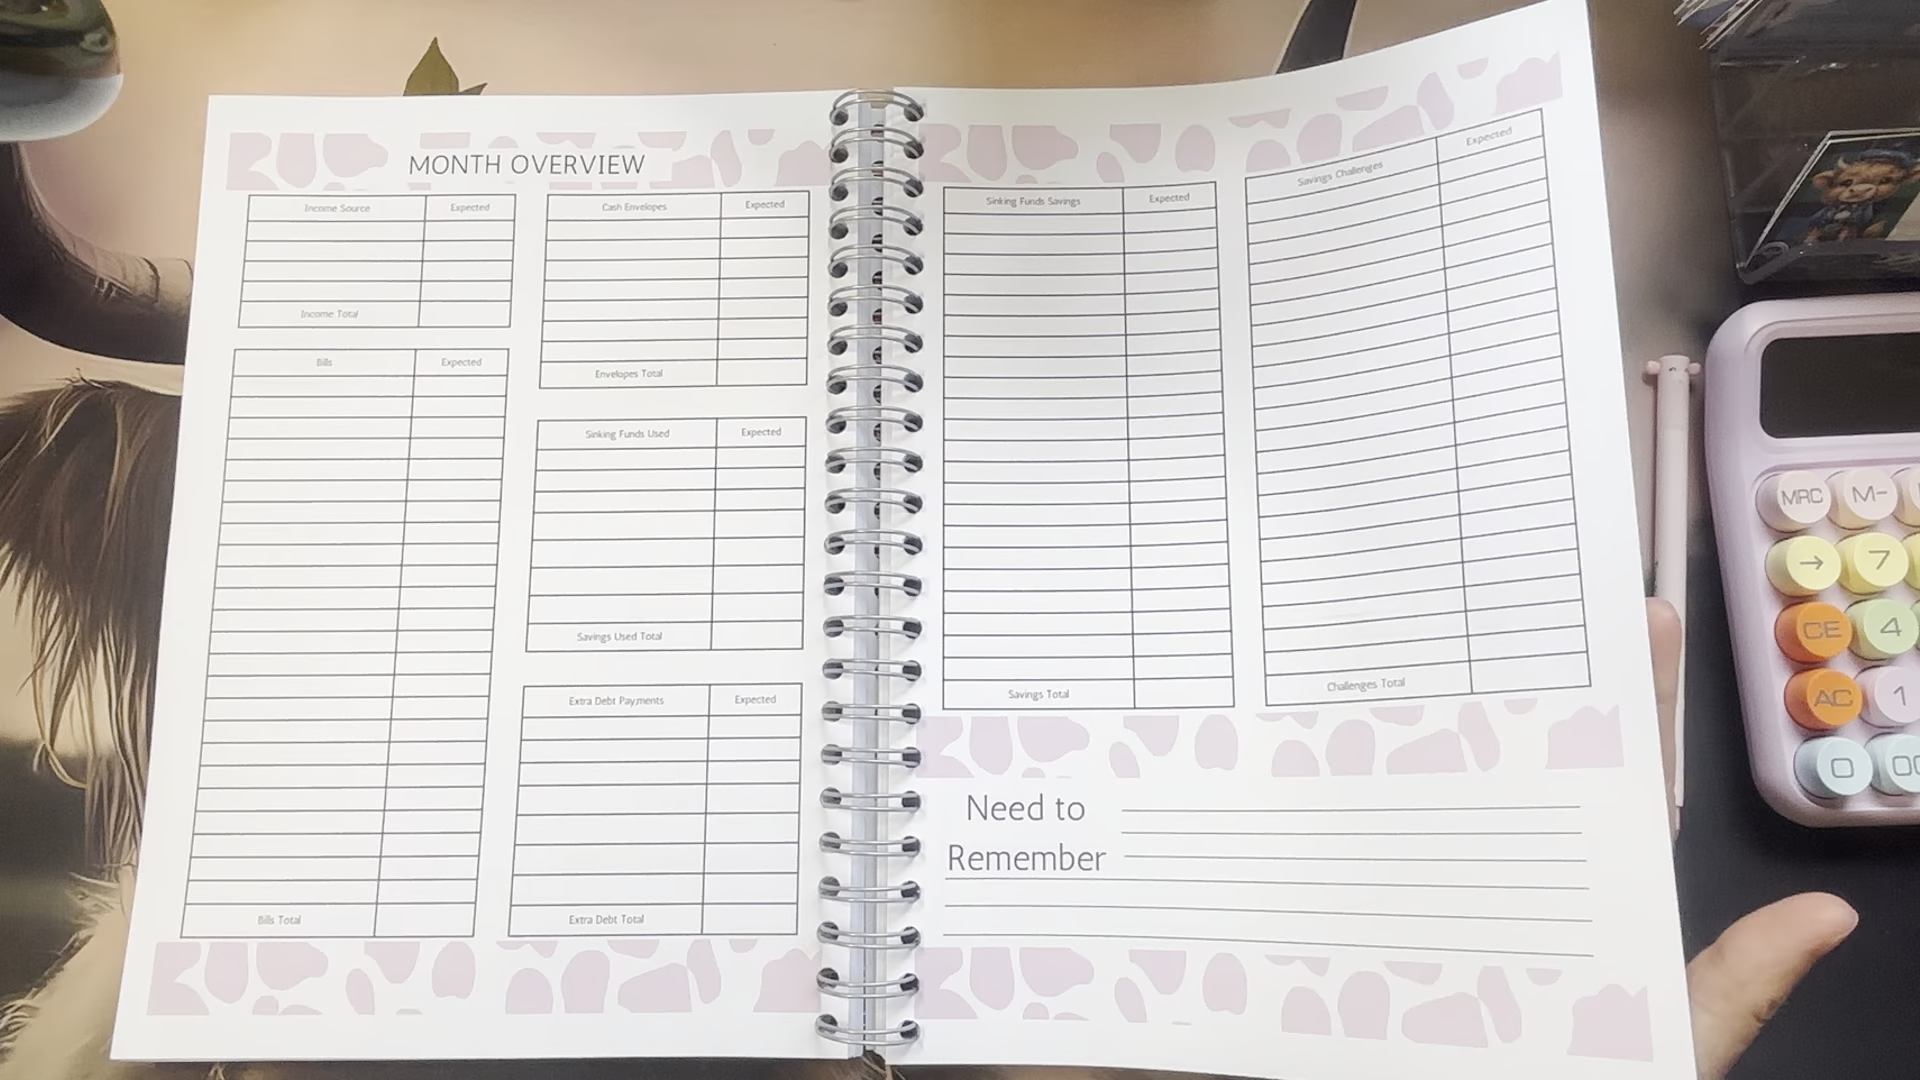 MONTH OVERVIEW
Income Source Expected
Income Total
Bills Expected
Bills Total
Cash Envelopes Expected
Envelopes Total
Sinking Funds Used Expected
Savings Used Total
Extra Debt Payments Expected
Extra Debt Total
Sinking Funds Savings Expected
Savings Total
Savings Challenges Expected
Challenges Total
Need to
Remember
MRC M-
→ 7
CE 4
AC 1
0 00